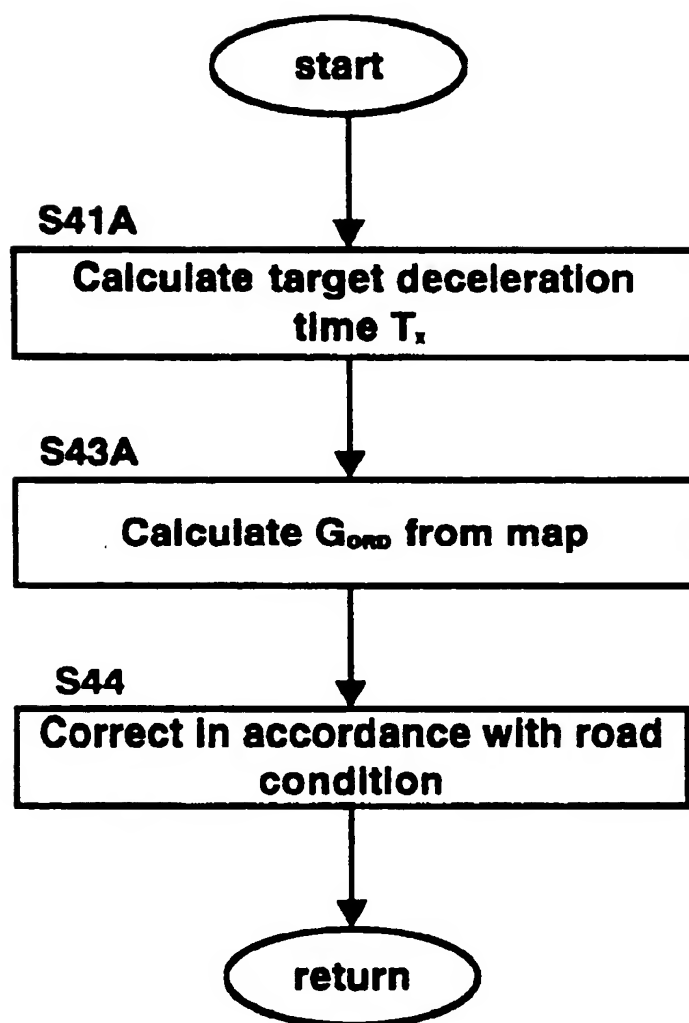 start
S41A
Calculate target deceleration
time Tx
S43A
Calculate GORD from map
S44
Correct in accordance with road
condition
return